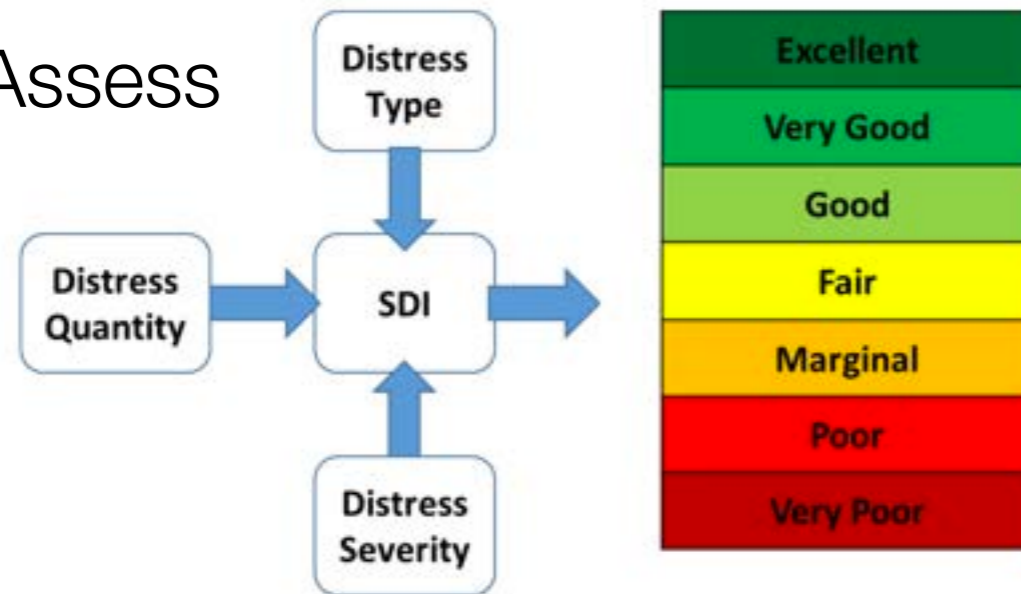 Assess
Distress
Type
Distress
Quantity
SDI
Distress
Severity
Excellent
Very Good
Good
Fair
Marginal
Poor
Very Poor